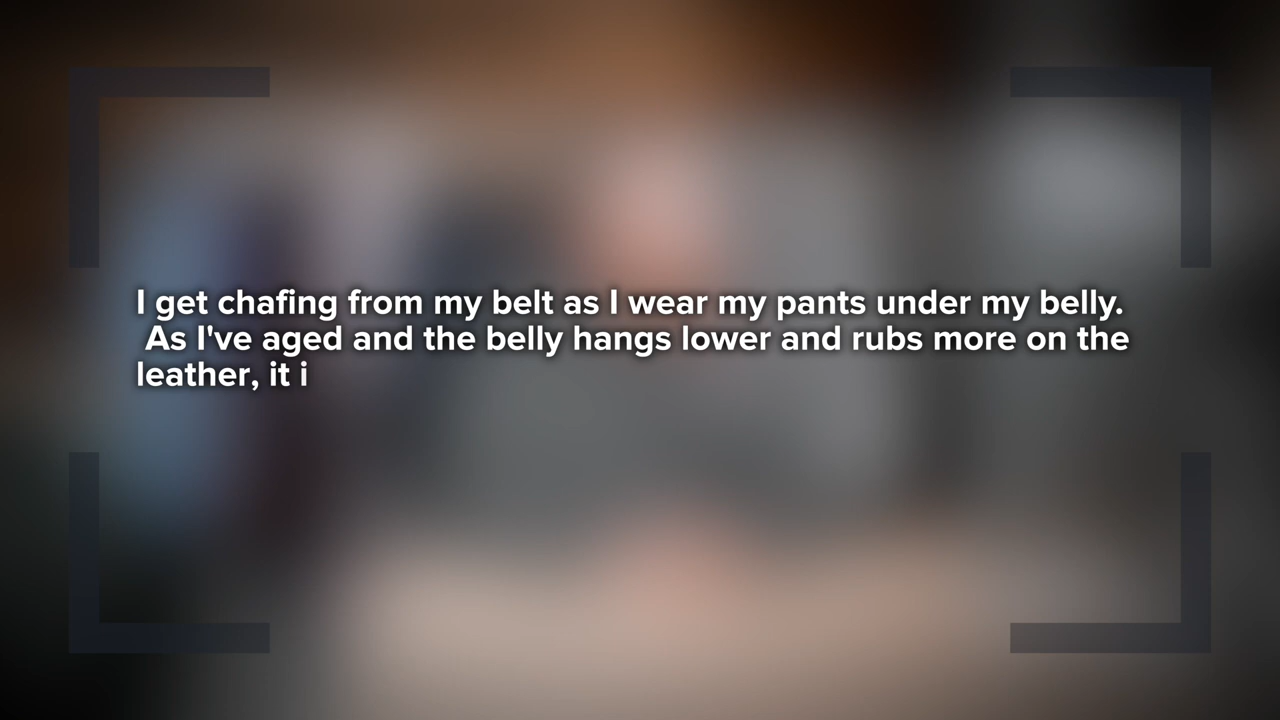 I get chafing from my belt as I wear my pants under my belly.
As I've aged and the belly hangs lower and rubs more on the
leather, it i